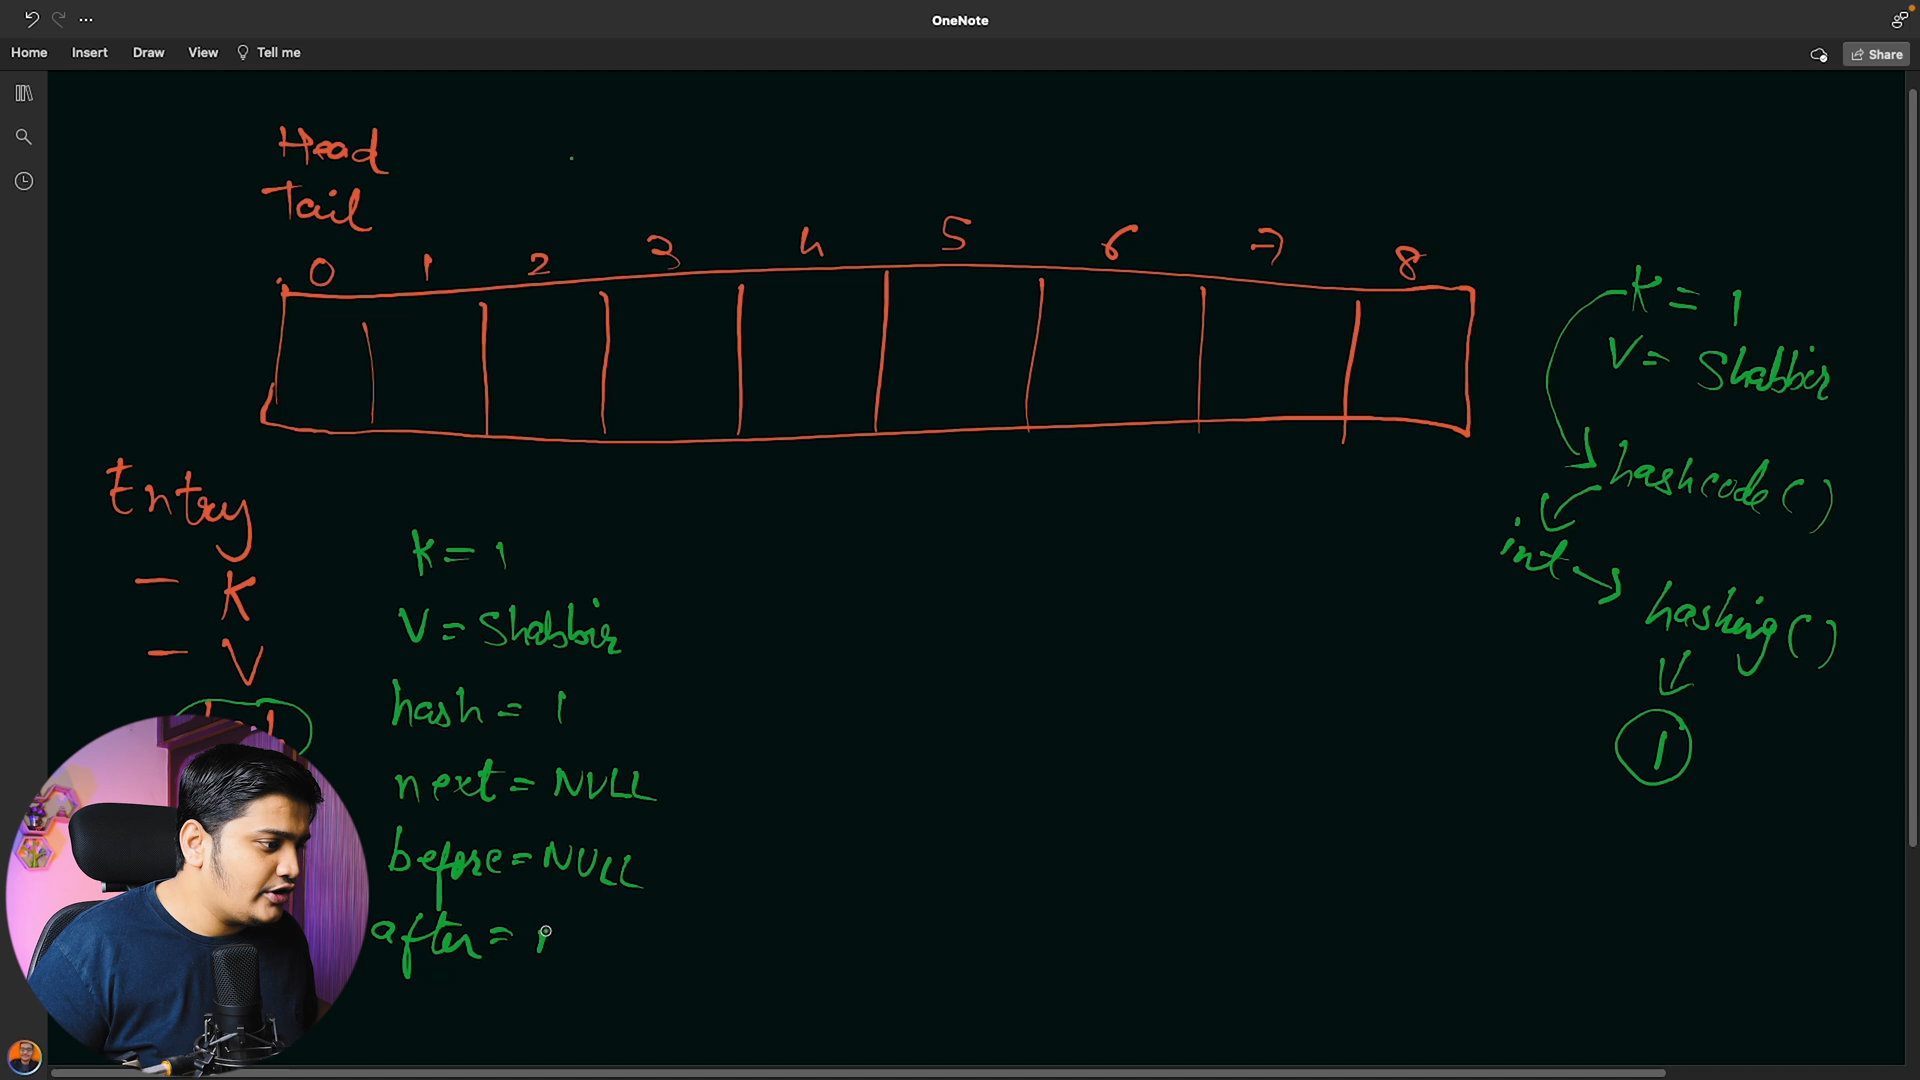 OneNote
Home Insert Draw View Tell me
Share
Head
Tail
0 1 2 3 4 5 6 7 8
K = 1
V = Shabbir
hashcode()
int
hashing()
1
Entry
- K
- V
K = 1
V = Shabbir
hash = 1
next = NULL
before = NULL
after =